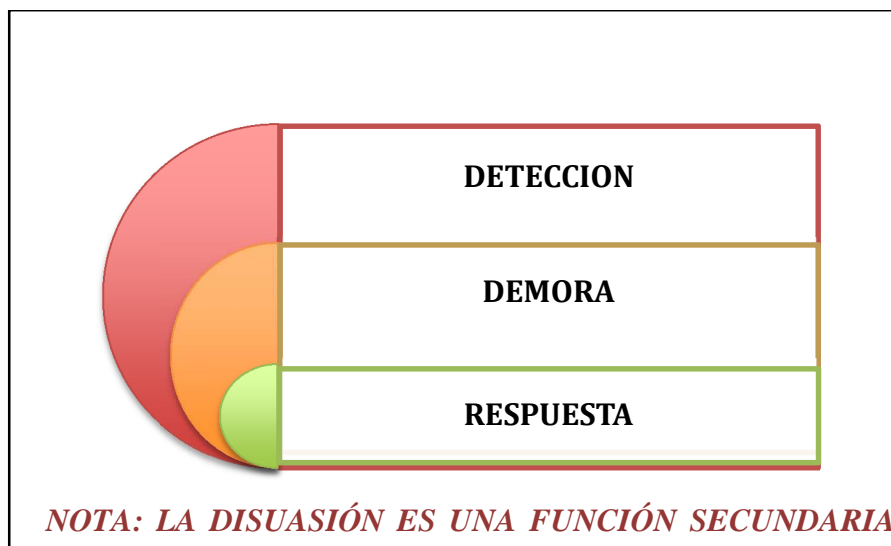 DETECCION
DEMORA
RESPUESTA
NOTA: LA DISUASIÓN ES UNA FUNCIÓN SECUNDARIA